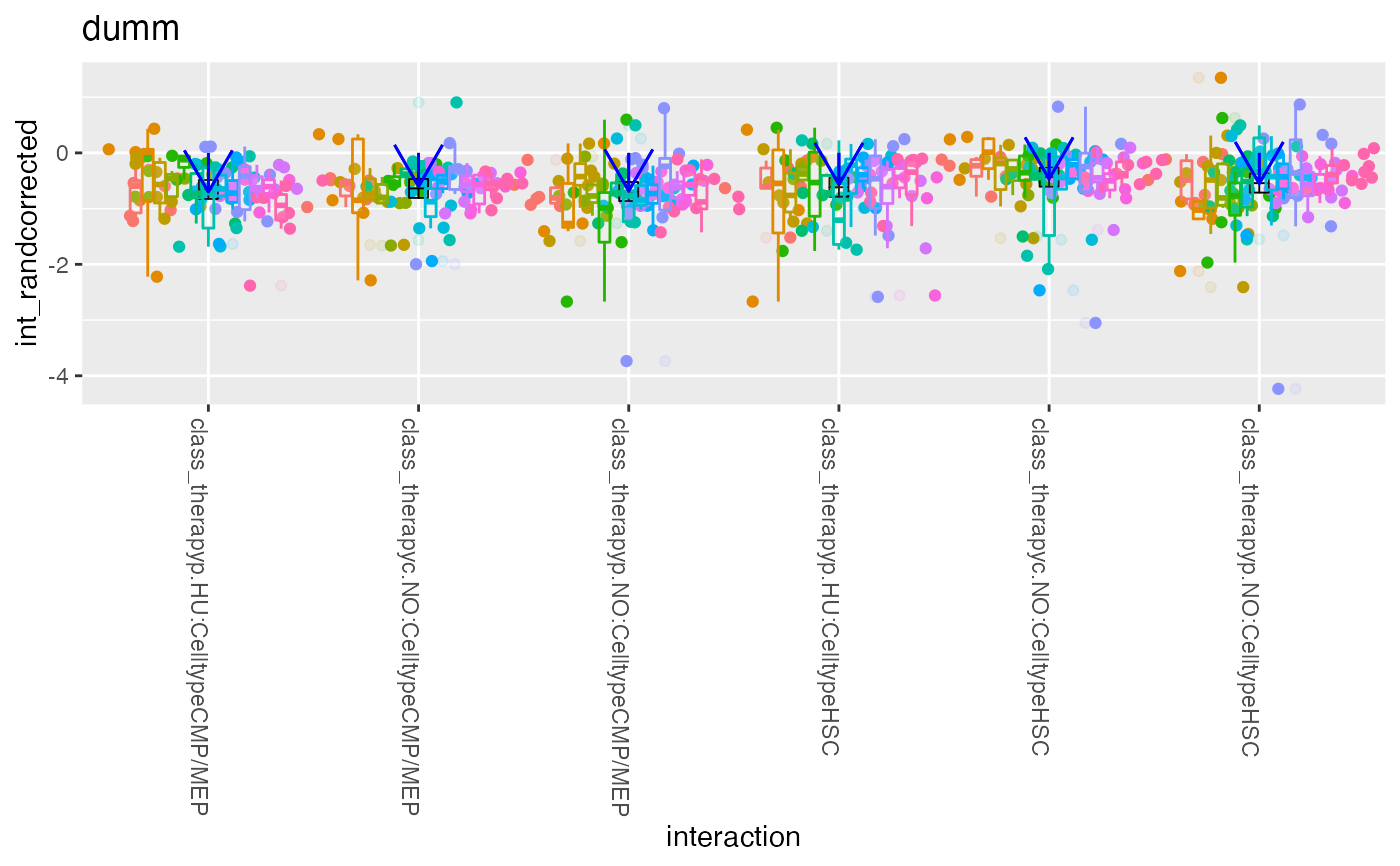 dumm
int_randcorrected
0
-2
-4
class_therapyp.HU:CelltypeCMP/MEP
class_therapyc.NO:CelltypeCMP/MEP
class_therapyp.NO:CelltypeCMP/MEP
class_therapyp.HU:CelltypeHSC
class_therapyc.NO:CelltypeHSC
class_therapyp.NO:CelltypeHSC
interaction